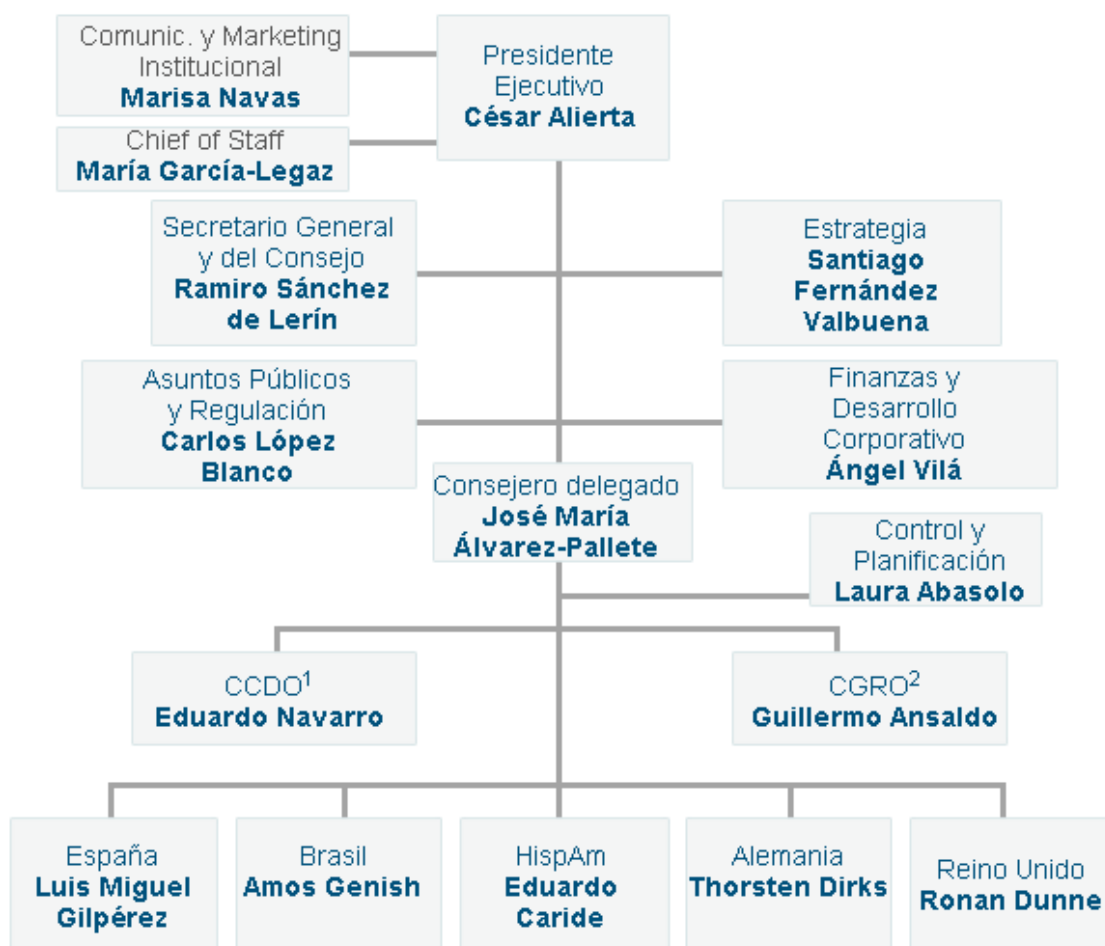 Comunic. y Marketing
Institucional
Marisa Navas
Presidente
Ejecutivo
César Alierta
Chief of Staff
María García-Legaz
Secretario General
y del Consejo
Ramiro Sánchez
de Lerín
Estrategia
Santiago
Fernández
Valbuena
Asuntos Públicos
y Regulación
Carlos López
Blanco
Finanzas y
Desarrollo
Corporativo
Ángel Vilá
Consejero delegado
José María
Álvarez-Pallete
Control y
Planificación
Laura Abasolo
CCDO¹
Eduardo Navarro
CGRO²
Guillermo Ansaldo
España
Luis Miguel
Gilpérez
Brasil
Amos Genish
HispAm
Eduardo
Caride
Alemania
Thorsten Dirks
Reino Unido
Ronan Dunne